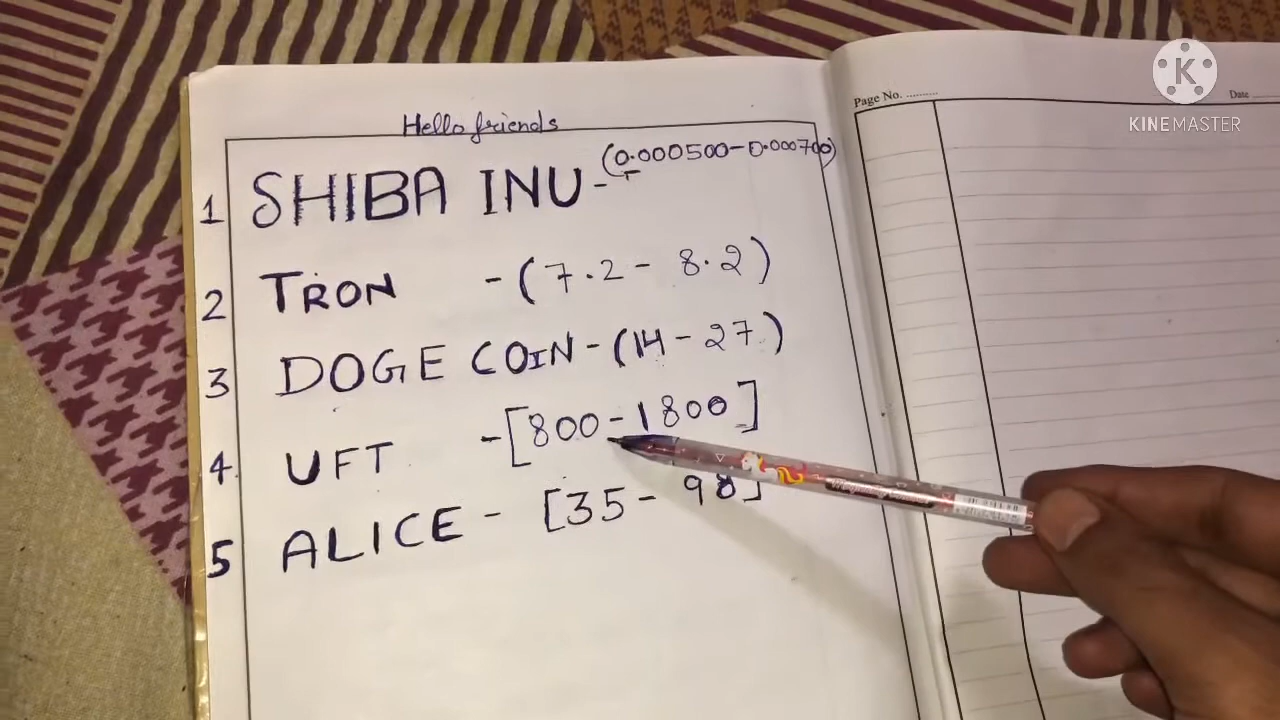 Hello friends
1 SHIBA INU - (0.000500-0.000700)
2 TRON - (7.2 - 8.2)
3 DOGE COIN - (14 - 27)
4. UFT - [800-1800]
5 ALICE - [35 - 98]
Page No. ..........
Date
K
KINEMASTER